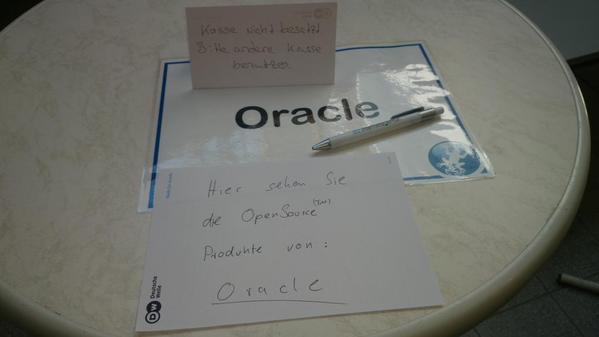 Kasse nicht besetzt
Bitte andere Kasse
benutzen
Oracle
Hier sehen Sie
die OpenSource (TM)
Produkte von:
Oracle
DW Deutsche
Welle